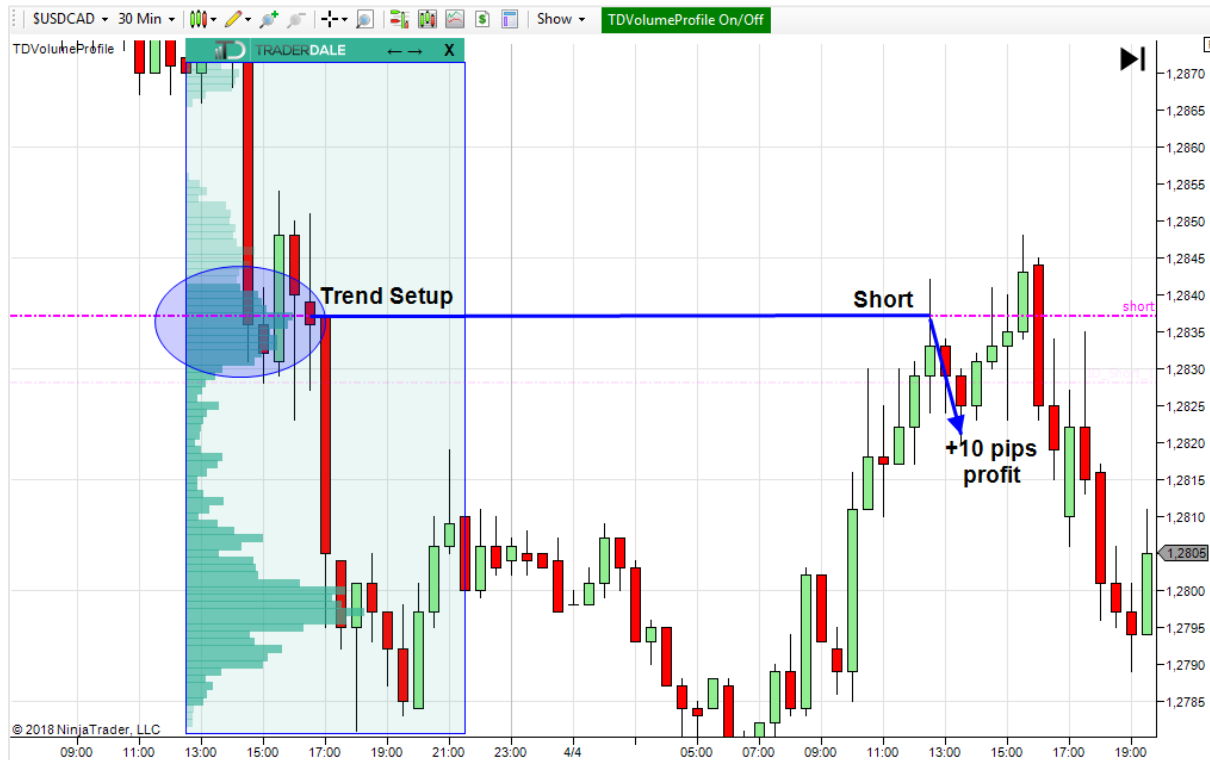 $USDCAD 30 Min Show TDVolumeProfile On/Off
TDVolumeProfile
TRADERDALE ← → X
1,2870
1,2865
1,2860
1,2855
1,2850
1,2845
1,2840
Trend Setup
Short
short
1,2835
1,2830
1,2825
1,2820
+10 pips
profit
1,2815
1,2810
1,2805
1,2800
1,2795
1,2790
1,2785
© 2018 NinjaTrader, LLC
09:00 11:00 13:00 15:00 17:00 19:00 21:00 23:00 4/4 05:00 07:00 09:00 11:00 13:00 15:00 17:00 19:00